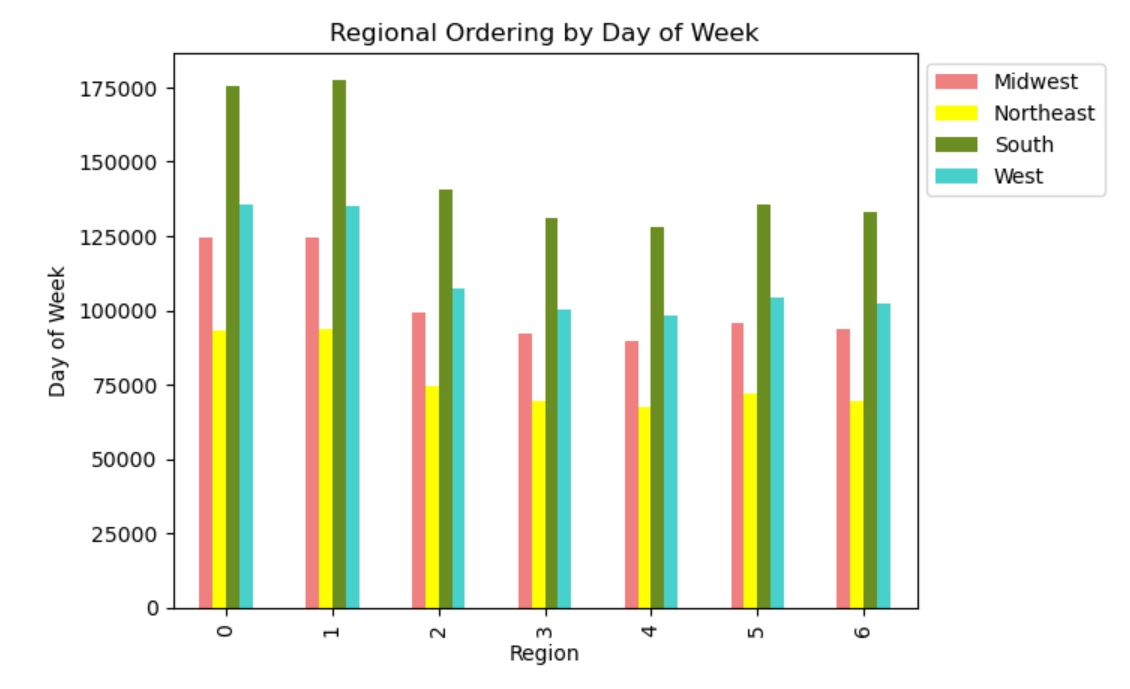 Regional Ordering by Day of Week
Midwest
Northeast
South
West
175000
150000
125000
100000
75000
50000
25000
0
Day of Week
0 1 2 3 4 5 6
Region